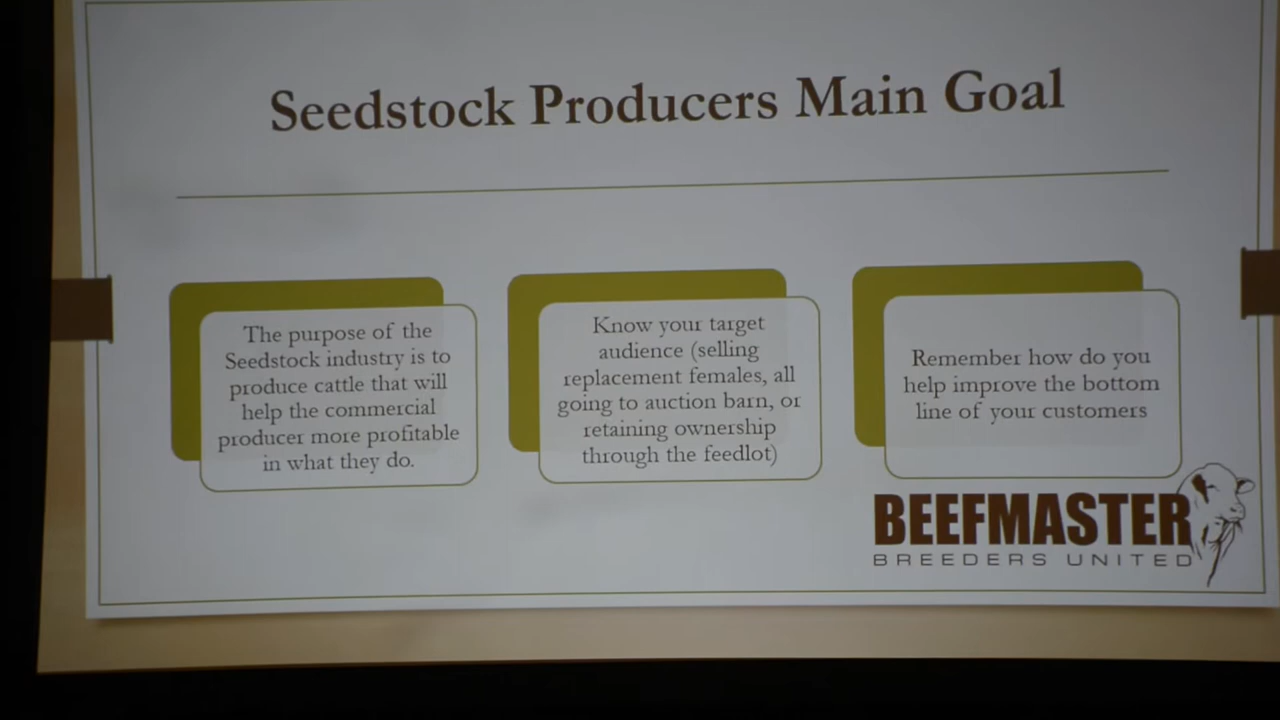 Seedstock Producers Main Goal
The purpose of the
Seedstock industry is to
produce cattle that will
help the commercial
producer more profitable
in what they do.
Know your target
audience (selling
replacement females, all
going to auction barn, or
retaining ownership
through the feedlot)
Remember how do you
help improve the bottom
line of your customers
BEEFMASTER
BREEDERS UNITED